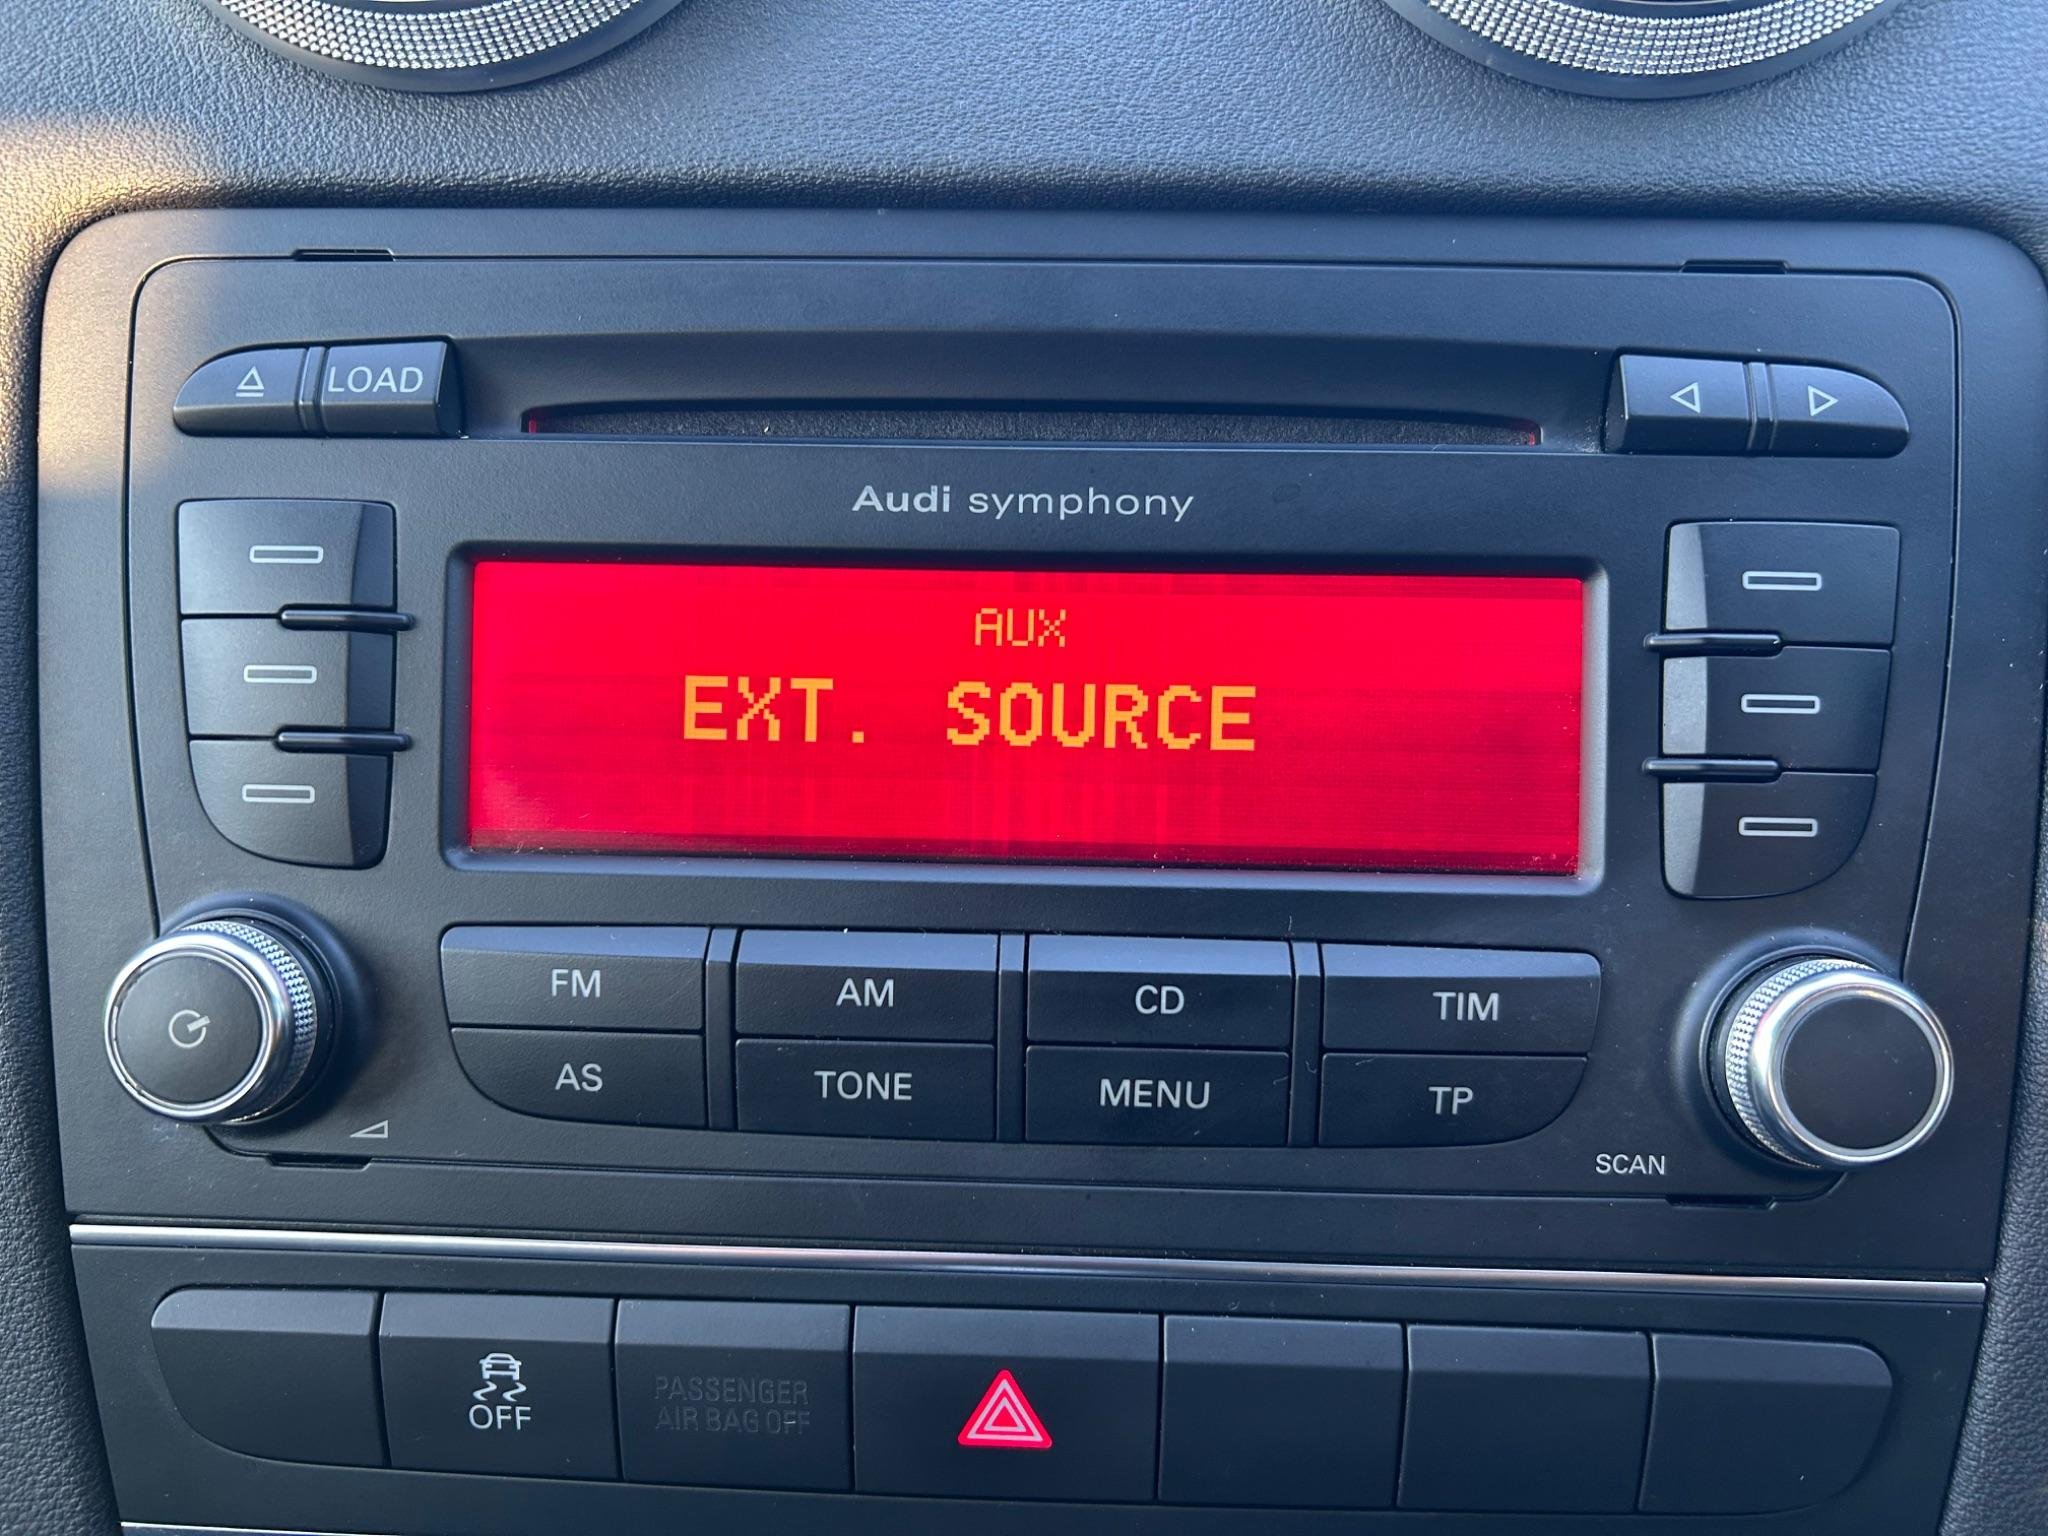 LOAD
Audi symphony
AUX
EXT. SOURCE
FM AM CD TIM
AS TONE MENU TP
SCAN
OFF
PASSENGER
AIR BAG OFF